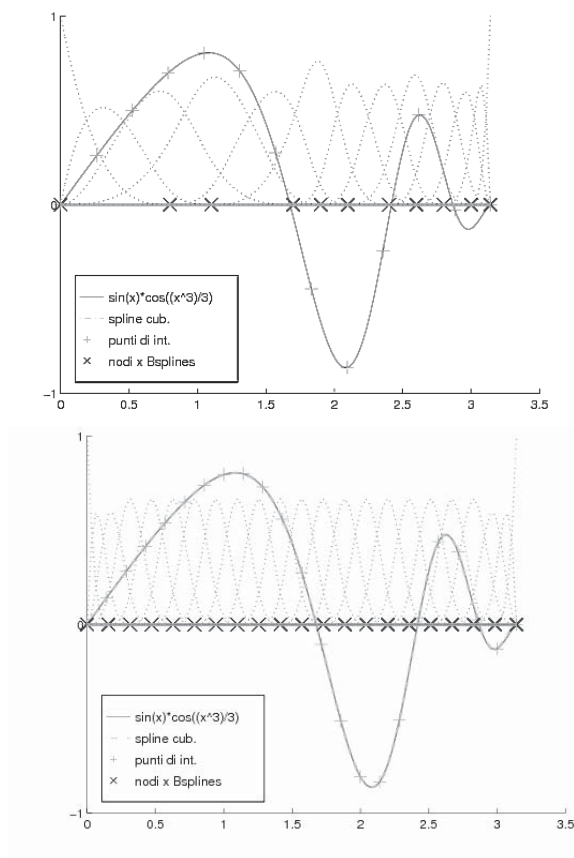 1
0
-1
0 0.5 1 1.5 2 2.5 3 3.5
sin(x)*cos((x^3)/3)
spline cub.
punti di int.
nodi x Bsplines
1
0
-1
0 0.5 1 1.5 2 2.5 3 3.5
sin(x)*cos((x^3)/3)
spline cub.
punti di int.
nodi x Bsplines